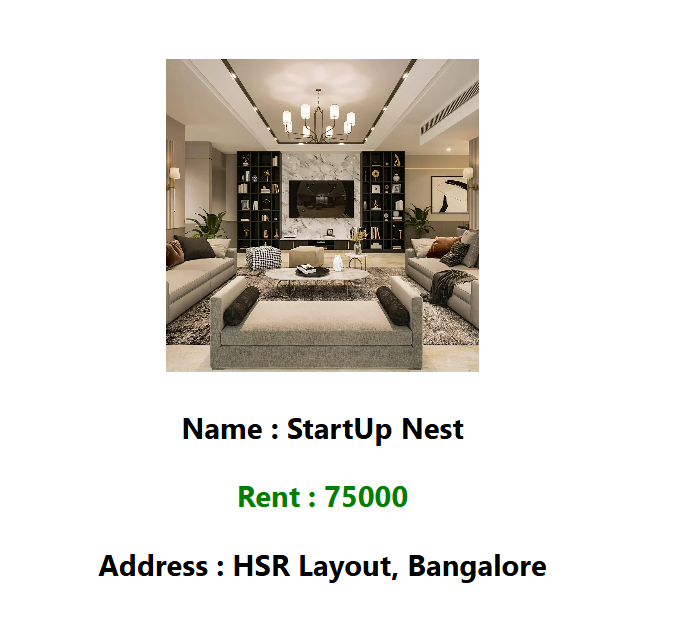 Name : StartUp Nest
Rent : 75000
Address : HSR Layout, Bangalore